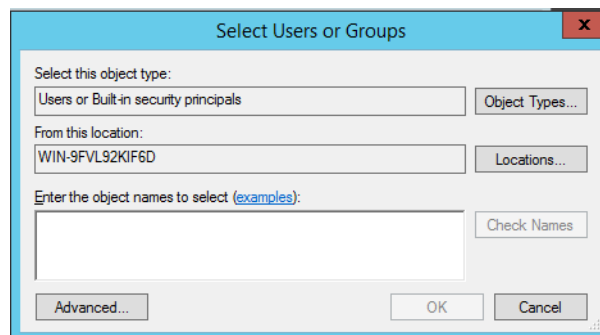 Select Users or Groups
x
Select this object type:
Users or Built-in security principals
Object Types...
From this location:
WIN-9FVL92KIF6D
Locations...
Enter the object names to select (examples):
Check Names
Advanced...
OK
Cancel